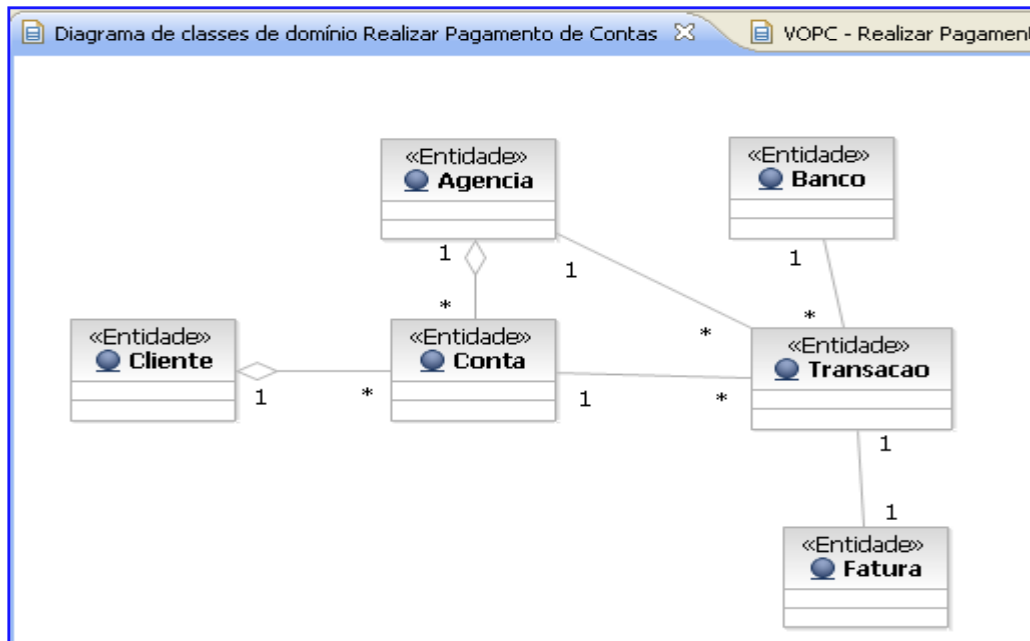 Diagrama de classes de domínio Realizar Pagamento de Contas
VOPC - Realizar
«Entidade»
Agencia
«Entidade»
Banco
1
1
1
*
*
*
«Entidade»
Cliente
«Entidade»
Conta
«Entidade»
Transacao
1
*
1
*
1
1
«Entidade»
Fatura